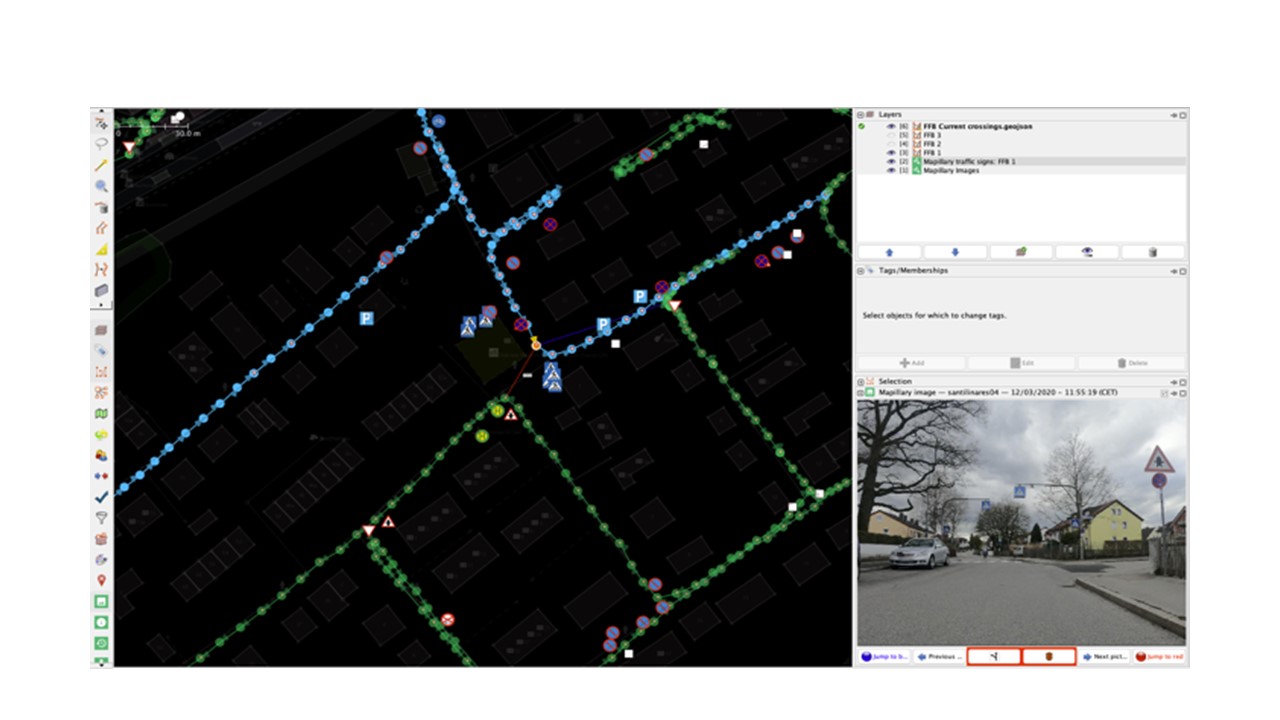 0
30.0 m
P
P
P
Layers
[6] FFB Current crossings.geojson
[5] FFB 3
[4] FFB 2
[3] FFB 1
[2] Mapillary traffic signs: FFB 1
[1] Mapillary Images
Tags/Memberships
Select objects for which to change tags.
Add
Edit
Delete
Selection
Mapillary image — santilinares04 — 12/03/2020 - 11:55:19 (CET)
Jump to b...
Previous ...
Next pict...
Jump to red